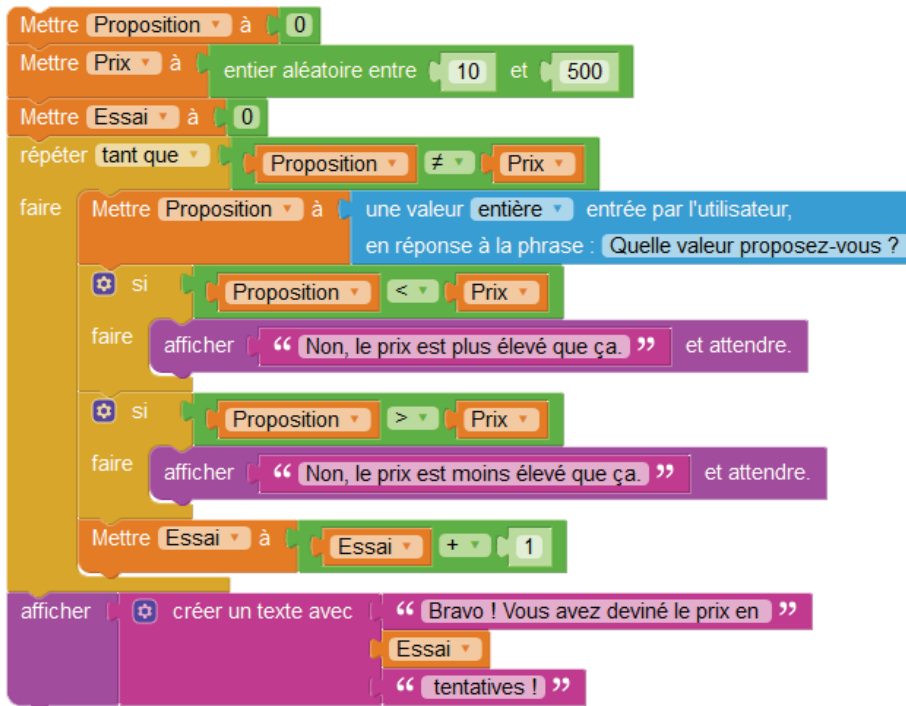 Mettre Proposition à 0
Mettre Prix à entier aléatoire entre 10 et 500
Mettre Essai à 0
répéter tant que Proposition ≠ Prix
faire Mettre Proposition à une valeur entière entrée par l'utilisateur,
en réponse à la phrase : Quelle valeur proposez-vous ?
si Proposition < Prix
faire afficher “ Non, le prix est plus élevé que ça. ” et attendre.
si Proposition > Prix
faire afficher “ Non, le prix est moins élevé que ça. ” et attendre.
Mettre Essai à Essai + 1
afficher créer un texte avec “ Bravo ! Vous avez deviné le prix en ”
Essai
“ tentatives ! ”